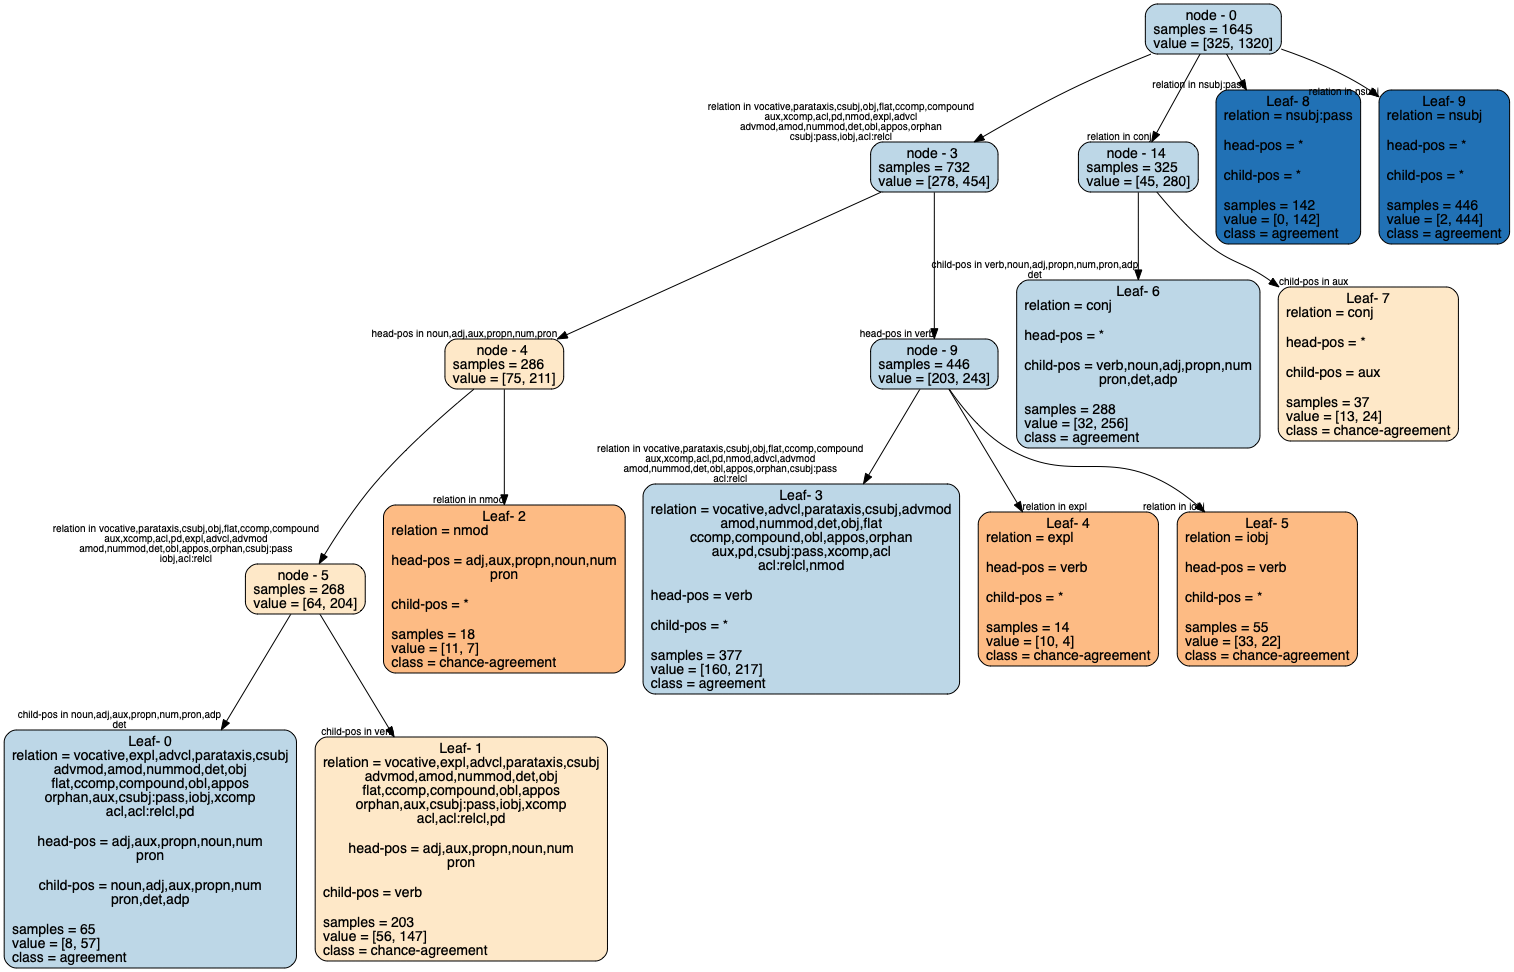 node - 0
samples = 1645
value = [325, 1320]
relation in vocative,parataxis,csubj,obj,flat,ccomp,compound
aux,xcomp,acl,pd,nmod,expl,advcl
advmod,amod,nummod,det,obl,appos,orphan
csubj:pass,iobj,acl:relcl
node - 3
samples = 732
value = [278, 454]
relation in conj
node - 14
samples = 325
value = [45, 280]
relation in nsubj:pass
Leaf- 8
relation = nsubj:pass
head-pos = *
child-pos = *
samples = 142
value = [0, 142]
class = agreement
relation in nsubj
Leaf- 9
relation = nsubj
head-pos = *
child-pos = *
samples = 446
value = [2, 444]
class = agreement
head-pos in noun,adj,aux,propn,num,pron
node - 4
samples = 286
value = [75, 211]
head-pos in verb
node - 9
samples = 446
value = [203, 243]
child-pos in verb,noun,adj,propn,num,pron,adp
det
Leaf- 6
relation = conj
head-pos = *
child-pos = verb,noun,adj,propn,num
pron,det,adp
samples = 288
value = [32, 256]
class = agreement
child-pos in aux
Leaf- 7
relation = conj
head-pos = *
child-pos = aux
samples = 37
value = [13, 24]
class = chance-agreement
relation in vocative,parataxis,csubj,obj,flat,ccomp,compound
aux,xcomp,acl,pd,expl,advcl,advmod
amod,nummod,det,obl,appos,orphan,csubj:pass
iobj,acl:relcl
node - 5
samples = 268
value = [64, 204]
relation in nmod
Leaf- 2
relation = nmod
head-pos = adj,aux,propn,noun,num
pron
child-pos = *
samples = 18
value = [11, 7]
class = chance-agreement
relation in vocative,parataxis,csubj,obj,flat,ccomp,compound
aux,xcomp,acl,pd,nmod,advcl,advmod
amod,nummod,det,obl,appos,orphan,csubj:pass
acl:relcl
Leaf- 3
relation = vocative,advcl,parataxis,csubj,advmod
amod,nummod,det,obj,flat
ccomp,compound,obl,appos,orphan
aux,pd,csubj:pass,xcomp,acl
acl:relcl,nmod
head-pos = verb
child-pos = *
samples = 377
value = [160, 217]
class = agreement
relation in expl
Leaf- 4
relation = expl
head-pos = verb
child-pos = *
samples = 14
value = [10, 4]
class = chance-agreement
relation in iobj
Leaf- 5
relation = iobj
head-pos = verb
child-pos = *
samples = 55
value = [33, 22]
class = chance-agreement
child-pos in noun,adj,aux,propn,num,pron,adp
det
Leaf- 0
relation = vocative,expl,advcl,parataxis,csubj
advmod,amod,nummod,det,obj
flat,ccomp,compound,obl,appos
orphan,aux,csubj:pass,iobj,xcomp
acl,acl:relcl,pd
head-pos = adj,aux,propn,noun,num
pron
child-pos = noun,adj,aux,propn,num
pron,det,adp
samples = 65
value = [8, 57]
class = agreement
child-pos in verb
Leaf- 1
relation = vocative,expl,advcl,parataxis,csubj
advmod,amod,nummod,det,obj
flat,ccomp,compound,obl,appos
orphan,aux,csubj:pass,iobj,xcomp
acl,acl:relcl,pd
head-pos = adj,aux,propn,noun,num
pron
child-pos = verb
samples = 203
value = [56, 147]
class = chance-agreement